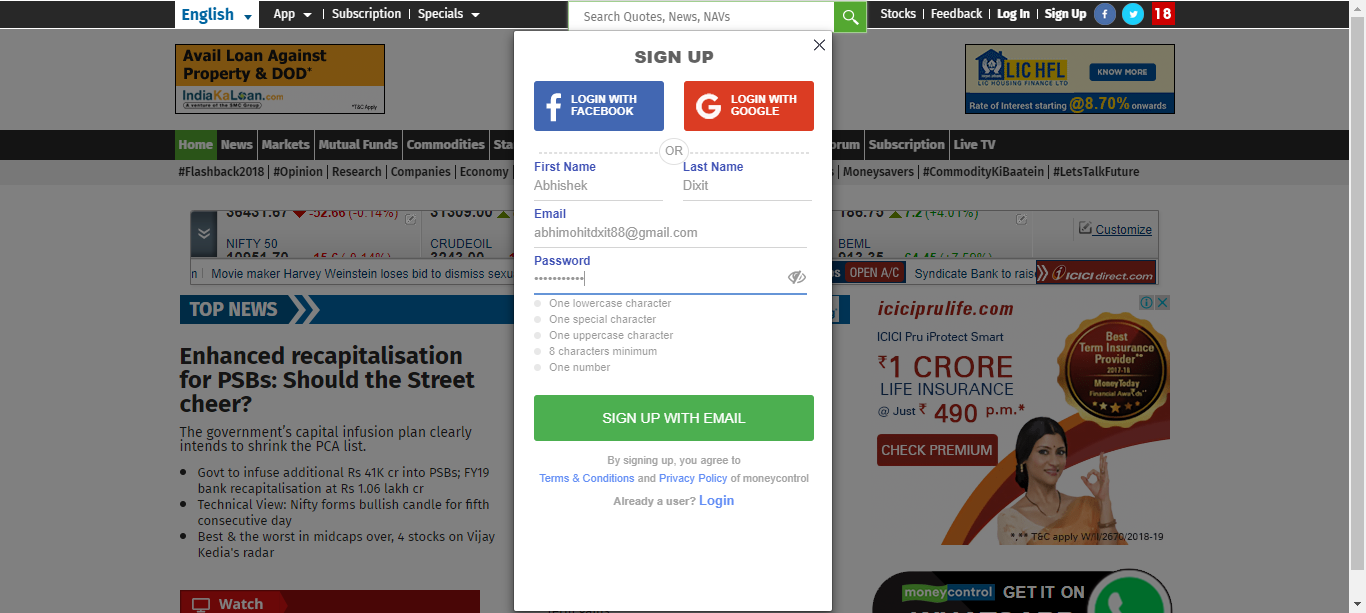 English App | Subscription | Specials
Search Quotes, News, NAVs
Stocks | Feedback | Log In | Sign Up f 18
Avail Loan Against
Property & DOD*
IndiaKaLoan.com
A venture of the SMC Group
*T&C Apply
LIC HFL
LIC HOUSING FINANCE LTD
KNOW MORE
Rate of Interest starting @8.70% onwards
SIGN UP
LOGIN WITH
FACEBOOK
LOGIN WITH
GOOGLE
OR
First Name
Last Name
Abhishek
Dixit
Email
abhimohitdxit88@gmail.com
Password
•••••••••••
One lowercase character
One special character
One uppercase character
8 characters minimum
One number
SIGN UP WITH EMAIL
By signing up, you agree to
Terms & Conditions and Privacy Policy of moneycontrol
Already a user? Login
Home News Markets Mutual Funds Commodities Sta
orum Subscription Live TV
#Flashback2018 | #Opinion | Research | Companies | Economy |
s | Moneysavers | #CommodityKiBaatein | #LetsTalkFuture
36431.67 -52.66 (-0.14%)
31309.00
186.75 7.2 (+4.01%)
NIFTY 50
CRUDEOIL
BEML
Customize
10951.70 -15.6 (-0.14%)
3243.00
913.35
n | Movie maker Harvey Weinstein loses bid to dismiss sexu
s OPEN A/C Syndicate Bank to raise
ICICI direct.com
TOP NEWS
Enhanced recapitalisation
for PSBs: Should the Street
cheer?
The government's capital infusion plan clearly
intends to shrink the PCA list.
Govt to infuse additional Rs 41K cr into PSBs; FY19
bank recapitalisation at Rs 1.06 lakh cr
Technical View: Nifty forms bullish candle for fifth
consecutive day
Best & the worst in midcaps over, 4 stocks on Vijay
Kedia's radar
Watch
iciciprulife.com
ICICI Pru iProtect Smart
₹1 CRORE
LIFE INSURANCE
@ Just ₹ 490 p.m.*
CHECK PREMIUM
Best
Term Insurance
Provider**
2017-18
MoneyToday
Financial Awards
*,** T&C apply W/II/2670/2018-19
moneycontrol GET IT ON